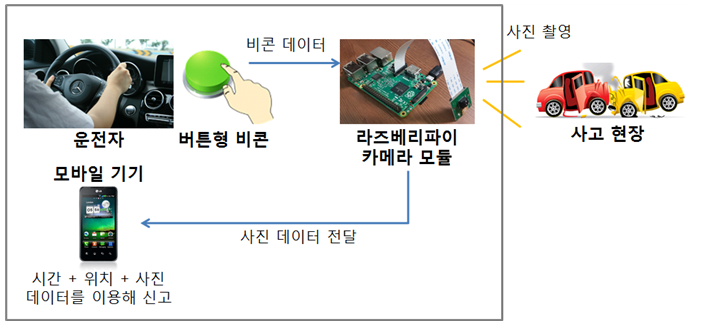 비콘 데이터
사진 촬영
운전자
버튼형 비콘
라즈베리파이
카메라 모듈
사고 현장
모바일 기기
사진 데이터 전달
시간 + 위치 + 사진
데이터를 이용해 신고